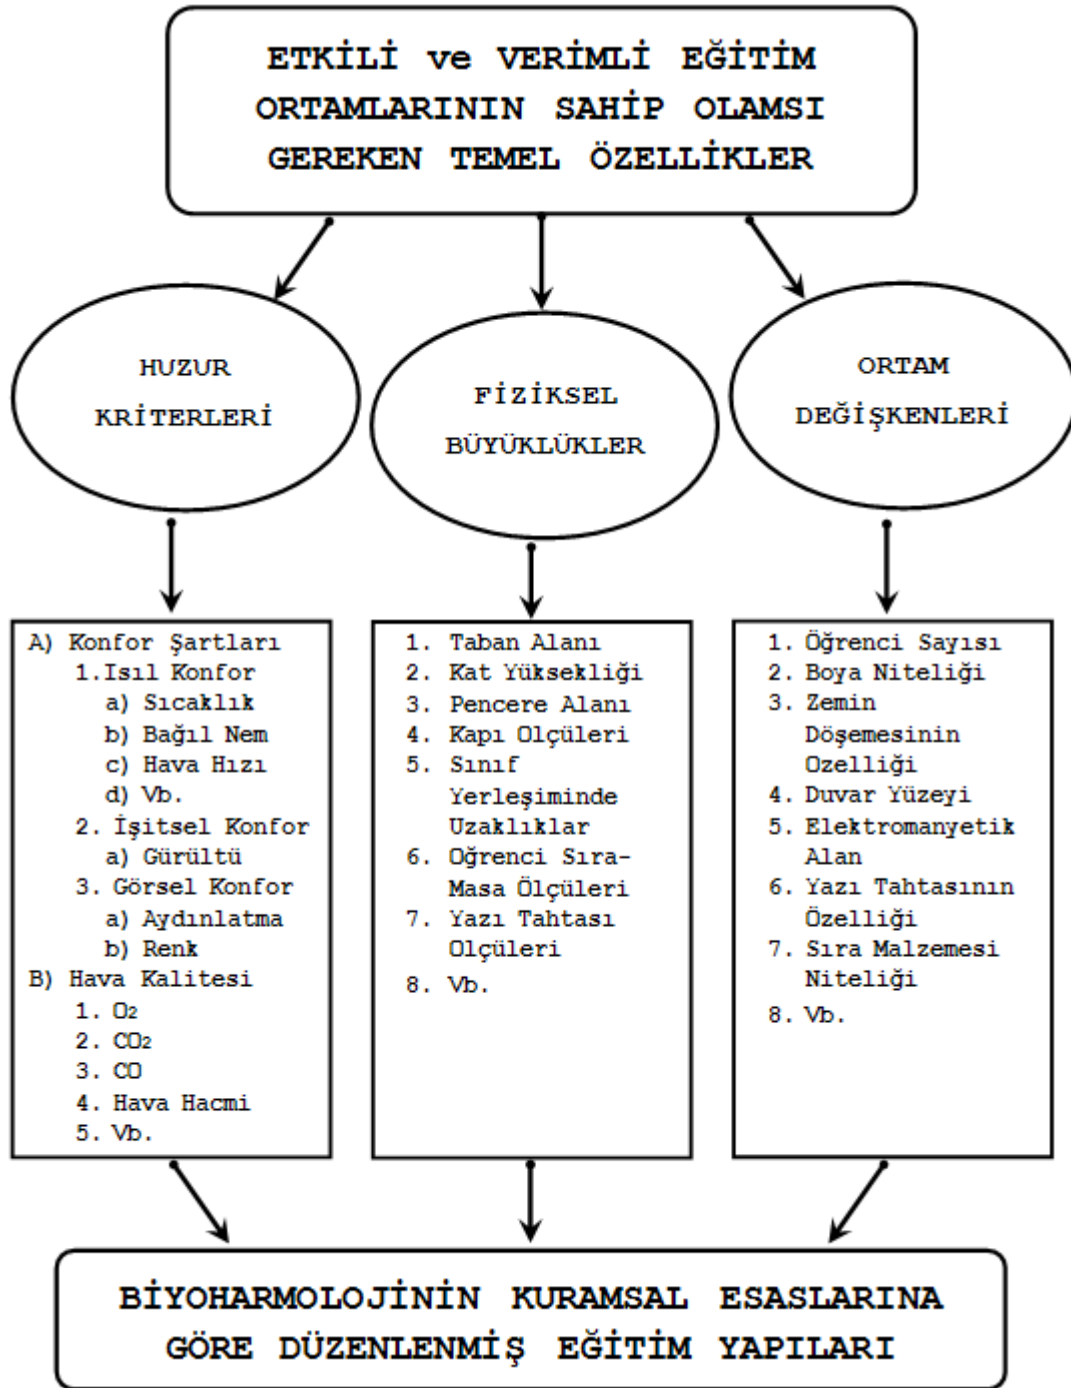 ETKİLİ ve VERİMLİ EĞİTİM
ORTAMLARININ SAHİP OLAMSI
GEREKEN TEMEL ÖZELLİKLER
HUZUR
KRİTERLERİ
FİZİKSEL
BÜYÜKLÜKLER
ORTAM
DEĞİŞKENLERİ
A) Konfor Şartları
1.Isıl Konfor
a) Sıcaklık
b) Bağıl Nem
c) Hava Hızı
d) Vb.
2. İşitsel Konfor
a) Gürültü
3. Görsel Konfor
a) Aydınlatma
b) Renk
B) Hava Kalitesi
1. O2
2. CO2
3. CO
4. Hava Hacmi
5. Vb.
1. Taban Alanı
2. Kat Yüksekliği
3. Pencere Alanı
4. Kapı Olçüleri
5. Sınıf
Yerleşiminde
Uzaklıklar
6. Oğrenci Sıra-
Masa Ölçüleri
7. Yazı Tahtası
Olçüleri
8. Vb.
1. Öğrenci Sayısı
2. Boya Niteliği
3. Zemin
Döşemesinin
Ozelliği
4. Duvar Yüzeyi
5. Elektromanyetik
Alan
6. Yazı Tahtasının
Özelliği
7. Sıra Malzemesi
Niteliği
8. Vb.
BİYOHARMOLOJİNİN KURAMSAL ESASLARINA
GÖRE DÜZENLENMİŞ EĞİTİM YAPILARI